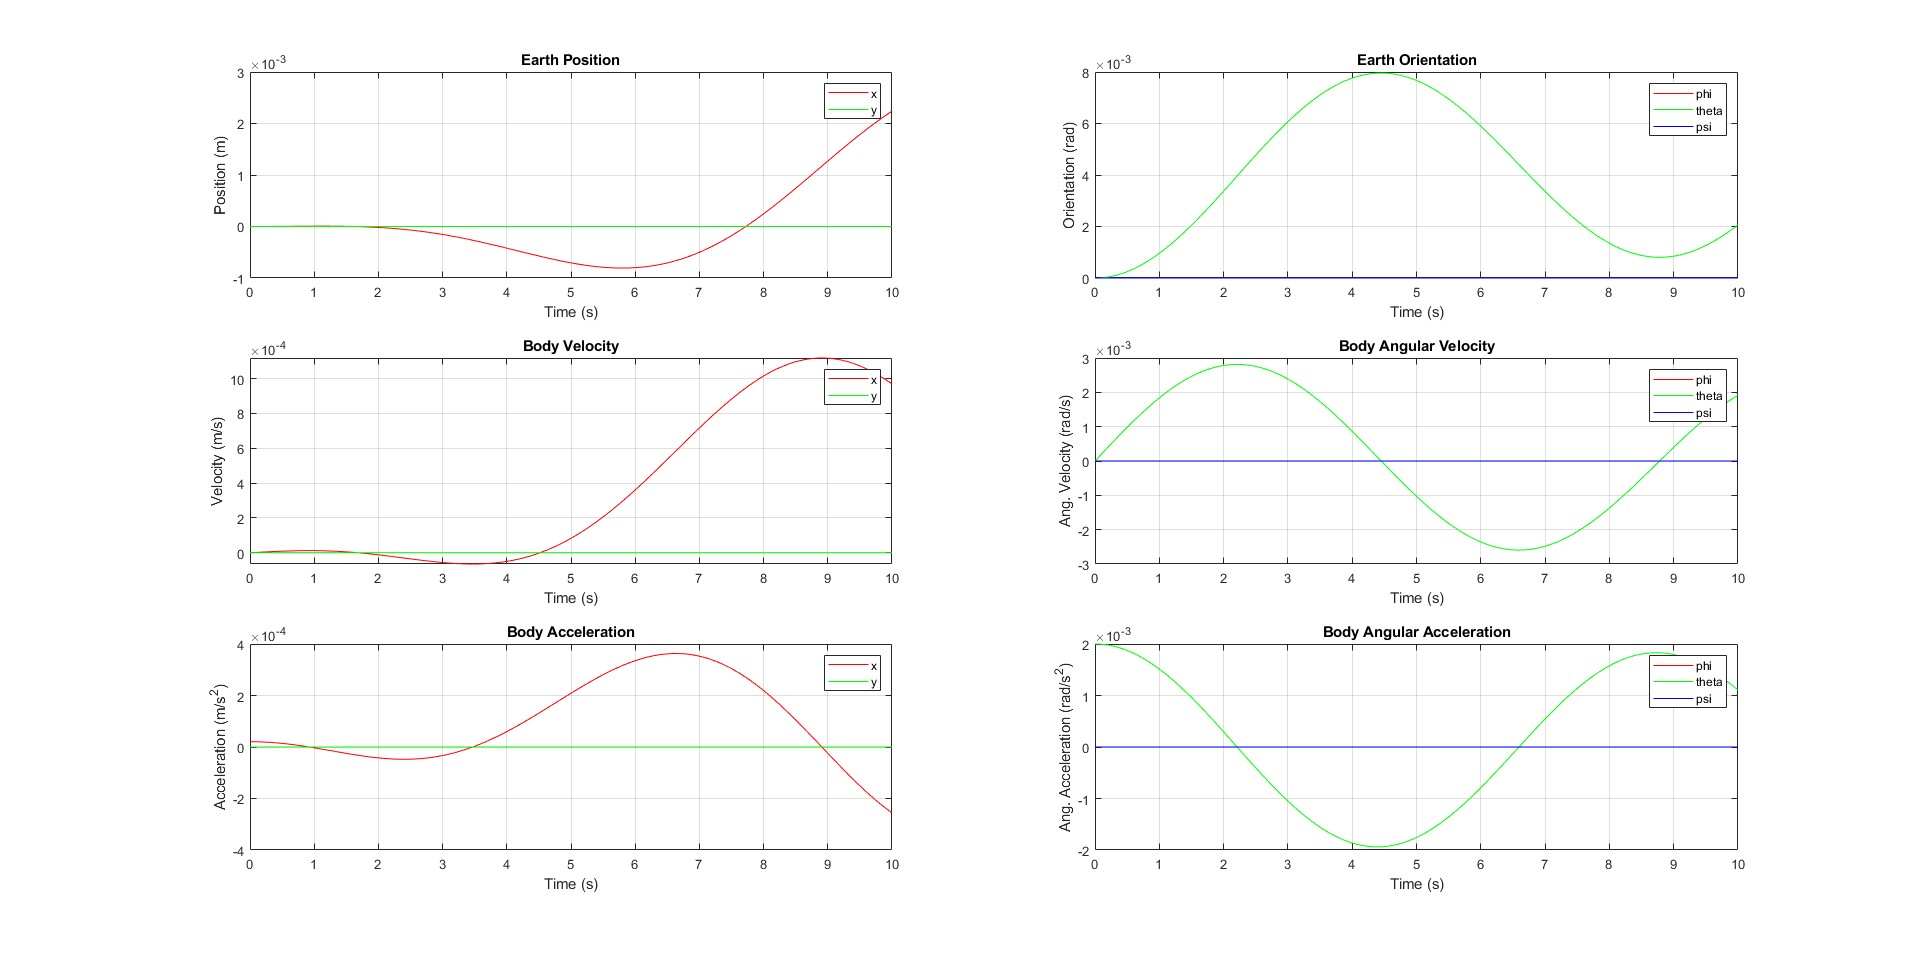 Earth Position
×10⁻³
3
2
1
0
-1
Position (m)
x
y
0 1 2 3 4 5 6 7 8 9 10
Time (s)
Earth Orientation
×10⁻³
8
6
4
2
0
Orientation (rad)
phi
theta
psi
0 1 2 3 4 5 6 7 8 9 10
Time (s)
Body Velocity
×10⁻⁴
10
8
6
4
2
0
Velocity (m/s)
x
y
0 1 2 3 4 5 6 7 8 9 10
Time (s)
Body Angular Velocity
×10⁻³
3
2
1
0
-1
-2
-3
Ang. Velocity (rad/s)
phi
theta
psi
0 1 2 3 4 5 6 7 8 9 10
Time (s)
Body Acceleration
×10⁻⁴
4
2
0
-2
-4
Acceleration (m/s²)
x
y
0 1 2 3 4 5 6 7 8 9 10
Time (s)
Body Angular Acceleration
×10⁻³
2
1
0
-1
-2
Ang. Acceleration (rad/s²)
phi
theta
psi
0 1 2 3 4 5 6 7 8 9 10
Time (s)